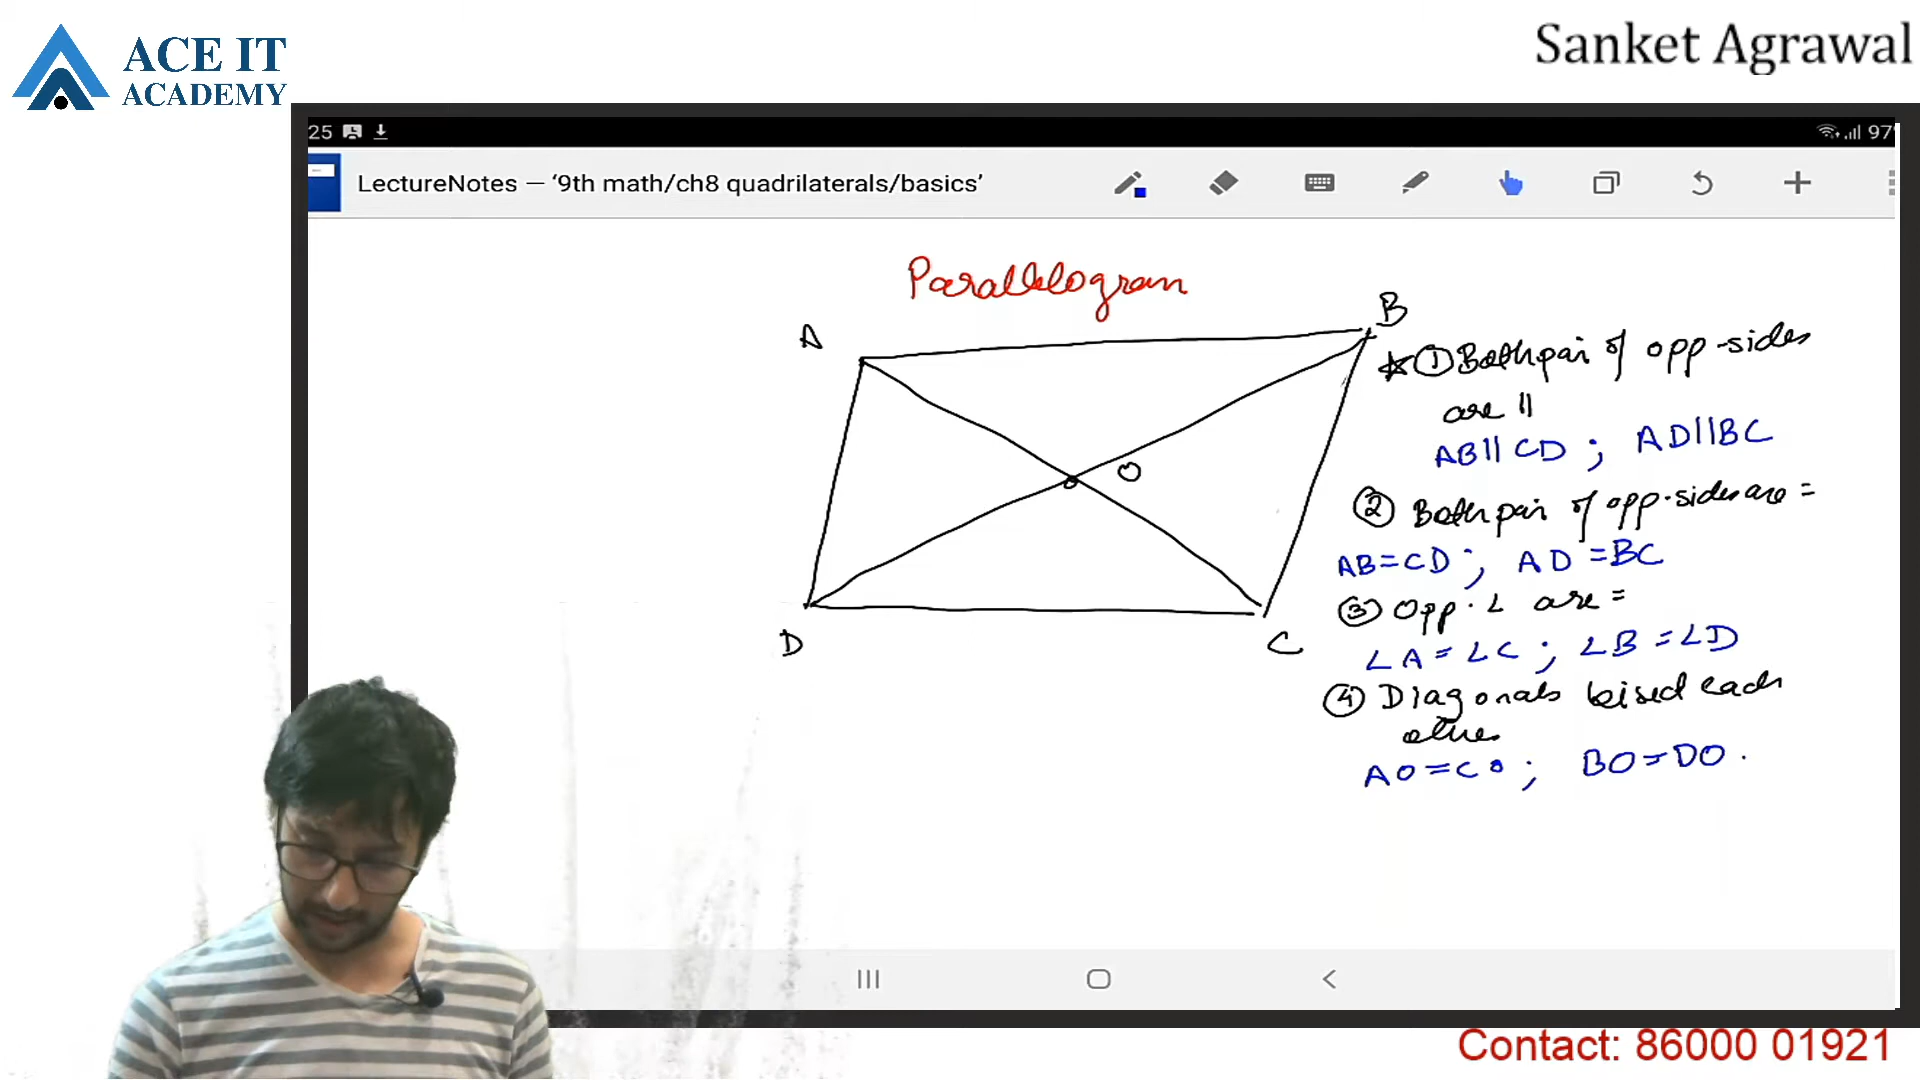 ACE IT
ACADEMY
Sanket Agrawal
25
97%
LectureNotes — ‘9th math/ch8 quadrilaterals/basics’
Parallelogram
A
B
O
D
C
① Both pair of opp-sides
are ||
AB || CD ; AD || BC
② Both pair of opp. sides are =
AB = CD ; AD = BC
③ Opp. ∠ are =
∠A = ∠C ; ∠B = ∠D
④ Diagonals bisect each
other
AO = CO ; BO = DO .
Contact: 86000 01921